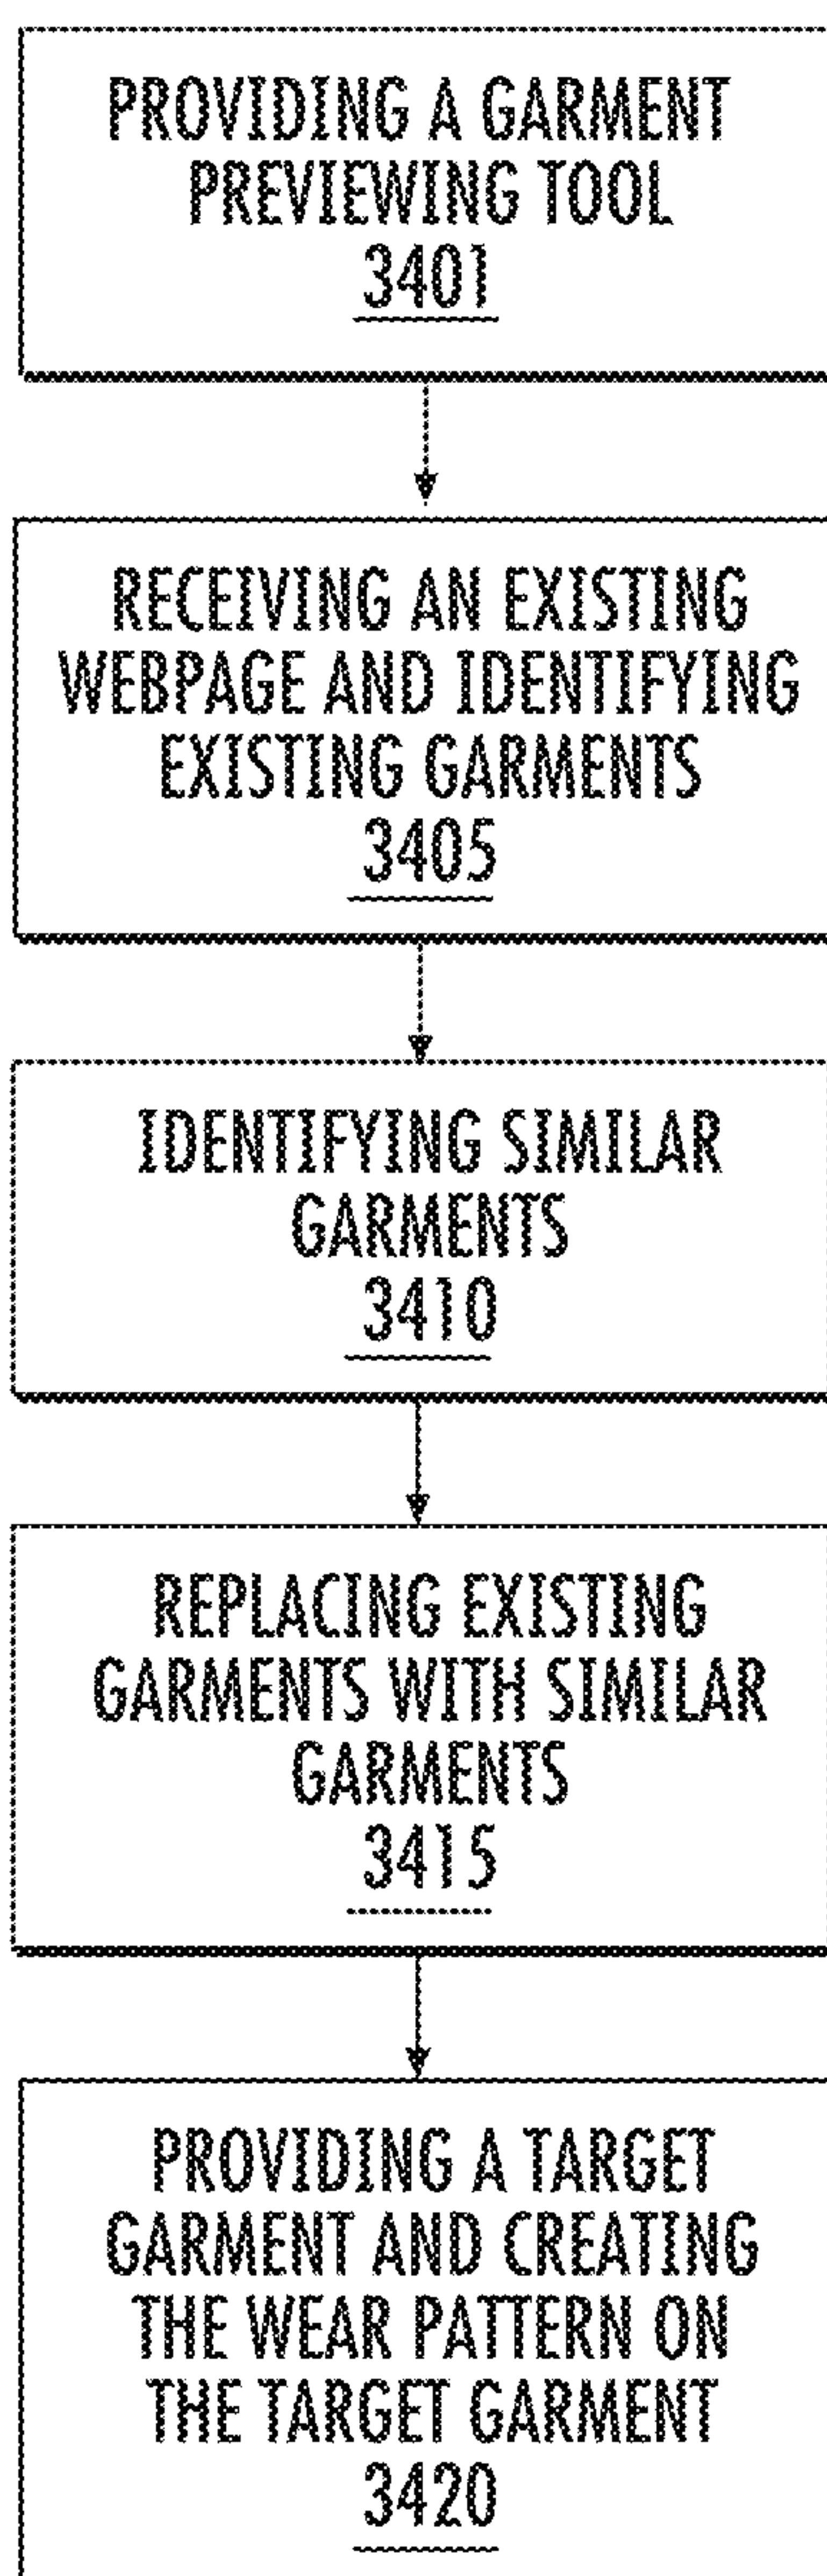 PROVIDING A GARMENT
PREVIEWING TOOL
3401
RECEIVING AN EXISTING
WEBPAGE AND IDENTIFYING
EXISTING GARMENTS
3405
IDENTIFYING SIMILAR
GARMENTS
3410
REPLACING EXISTING
GARMENTS WITH SIMILAR
GARMENTS
3415
PROVIDING A TARGET
GARMENT AND CREATING
THE WEAR PATTERN ON
THE TARGET GARMENT
3420